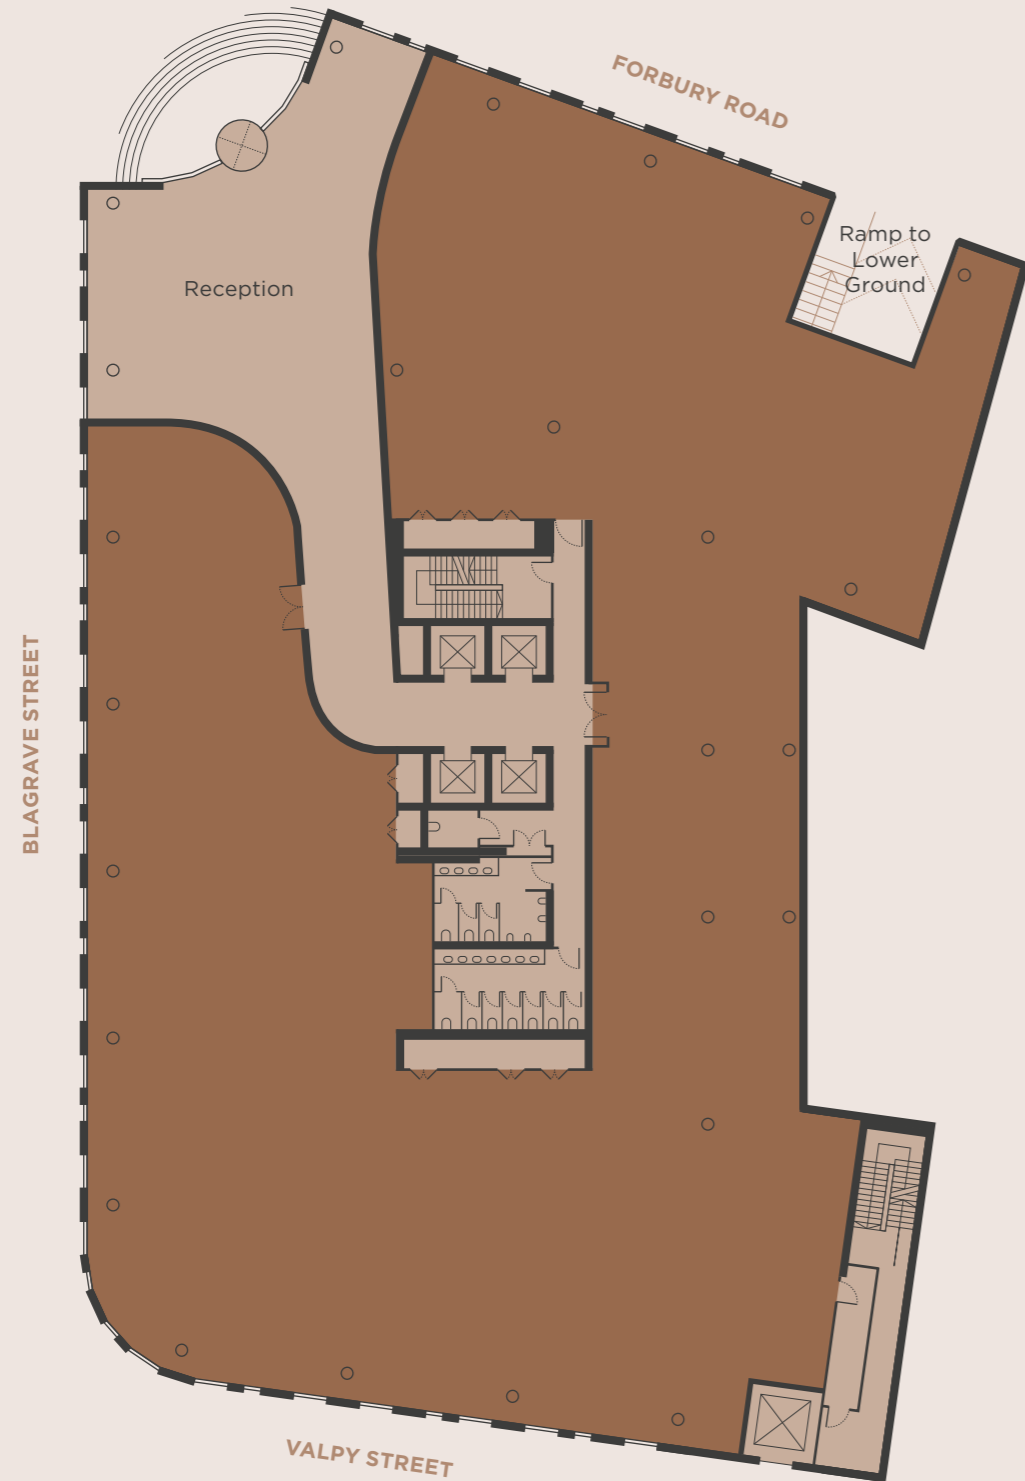 FORBURY ROAD
Ramp to
Lower
Ground
Reception
BLAGRAVE STREET
VALPY STREET